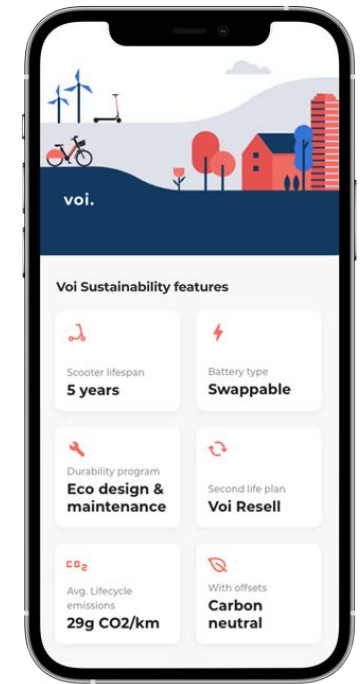 voi.
Voi Sustainability features
Scooter lifespan
5 years
Battery type
Swappable
Durability program
Eco design &
maintenance
Second life plan
Voi Resell
CO2
Avg. Lifecycle
emissions
29g CO2/km
With offsets
Carbon
neutral